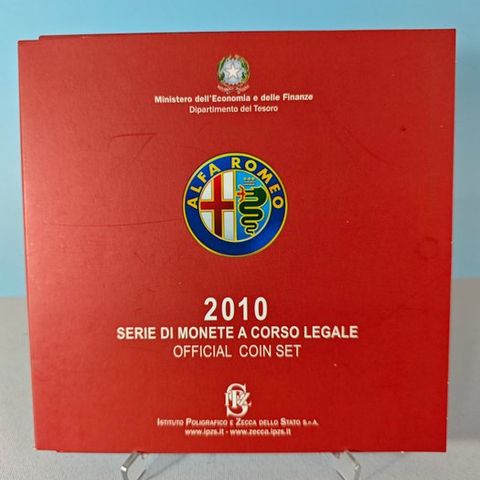 Ministero dell'Economia e delle Finanze
Dipartimento del Tesoro
ALFA ROMEO
2010
SERIE DI MONETE A CORSO LEGALE
OFFICIAL COIN SET
IPZS
ISTITUTO POLIGRAFICO E ZECCA DELLO STATO S.p.A.
www.ipzs.it - www.zecca.ipzs.it